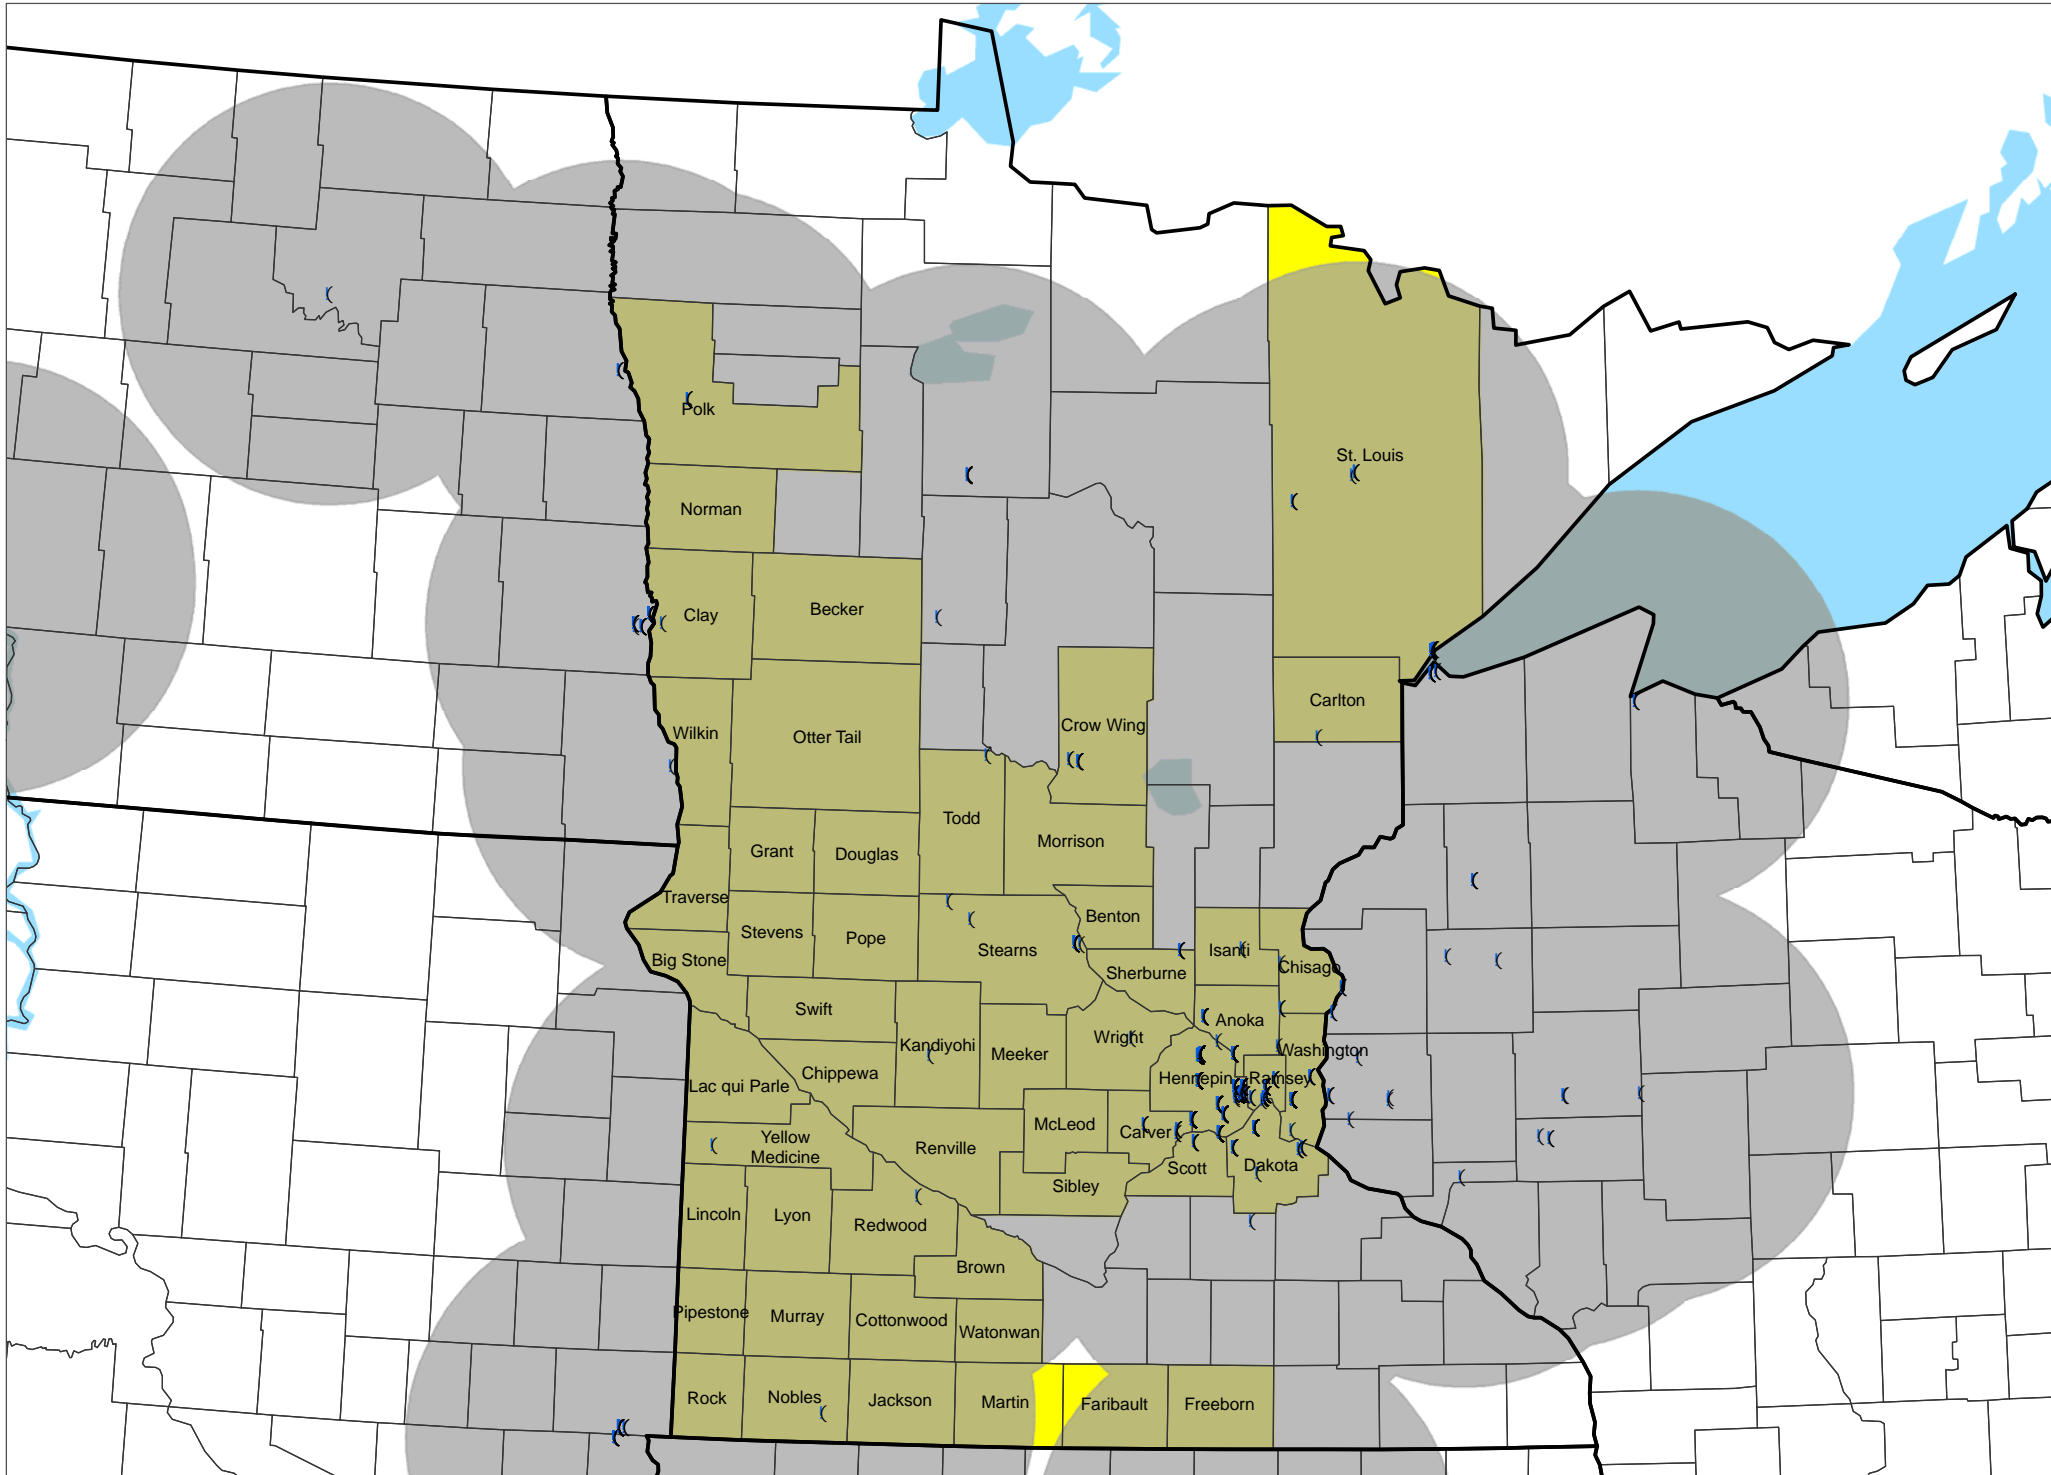 Polk
St. Louis
Norman
Clay
Becker
Carlton
Crow Wing
Wilkin
Otter Tail
Todd
Morrison
Grant
Douglas
Traverse
Benton
Stevens
Pope
Stearns
Isanti
Big Stone
Sherburne
Chisago
Swift
Anoka
Kandiyohi
Meeker
Wright
Washington
Chippewa
Hennepin
Ramsey
Lac qui Parle
McLeod
Carver
Yellow
Medicine
Renville
Scott
Dakota
Sibley
Lincoln
Lyon
Redwood
Brown
Pipestone
Murray
Cottonwood
Watonwan
Rock
Nobles
Jackson
Martin
Faribault
Freeborn